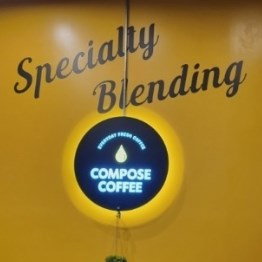 Specialty
Blending
EVERYDAY FRESH COFFEE
COMPOSE
COFFEE